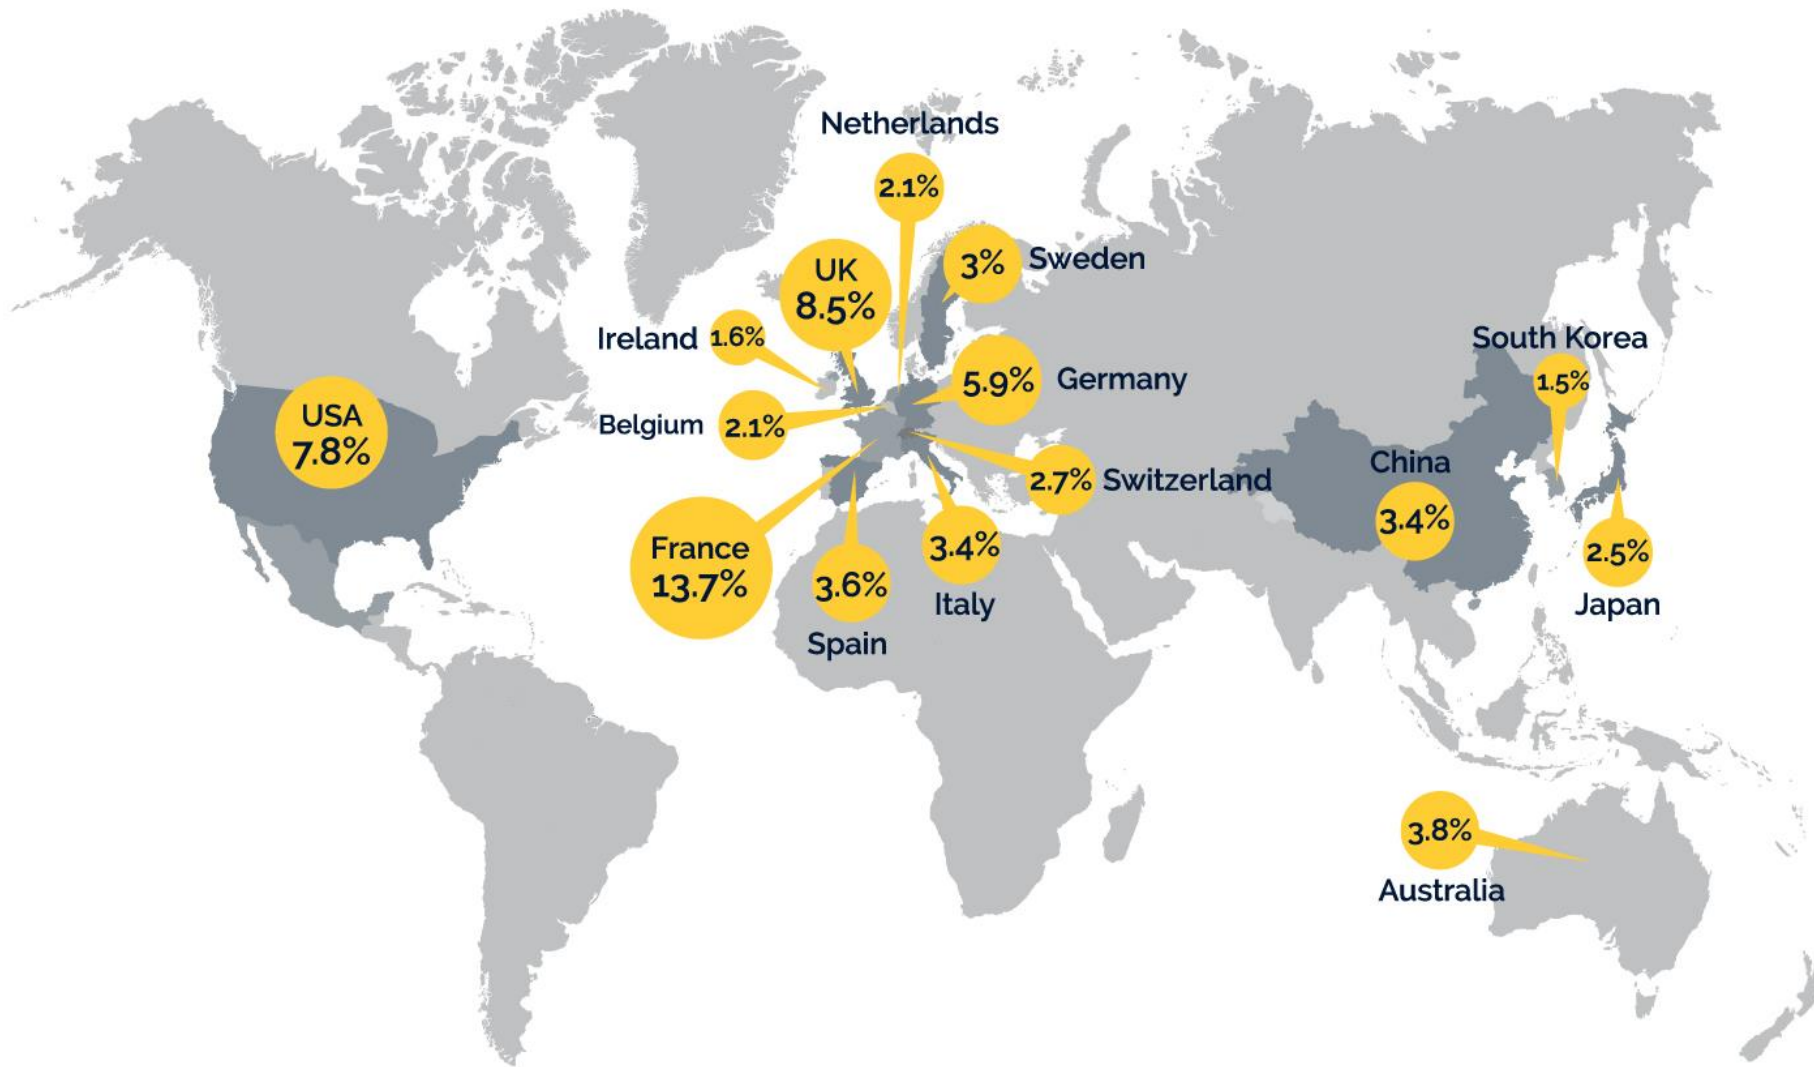 Netherlands
2.1%
3%
Sweden
UK
8.5%
Ireland
1.6%
South Korea
1.5%
5.9%
Germany
USA
7.8%
Belgium
2.1%
2.7%
Switzerland
China
3.4%
France
13.7%
3.6%
Spain
3.4%
Italy
2.5%
Japan
3.8%
Australia